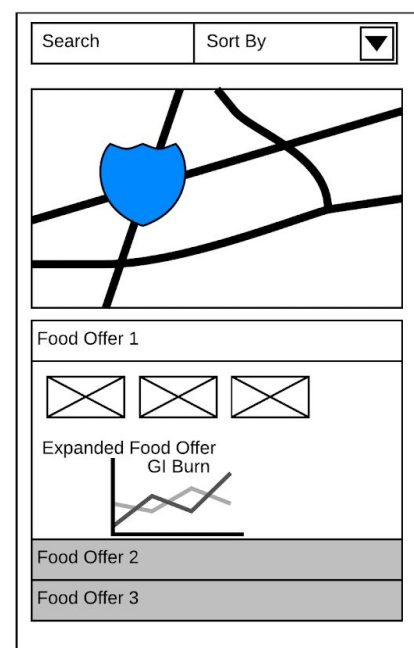 Search
Sort By
Food Offer 1
Expanded Food Offer
GI Burn
Food Offer 2
Food Offer 3